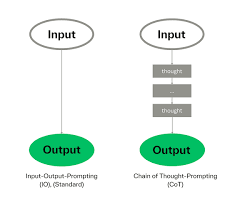 Input
Output
Input-Output-Prompting
(IO), (Standard)
Input
thought
...
thought
Output
Chain of Thought-Prompting
(CoT)